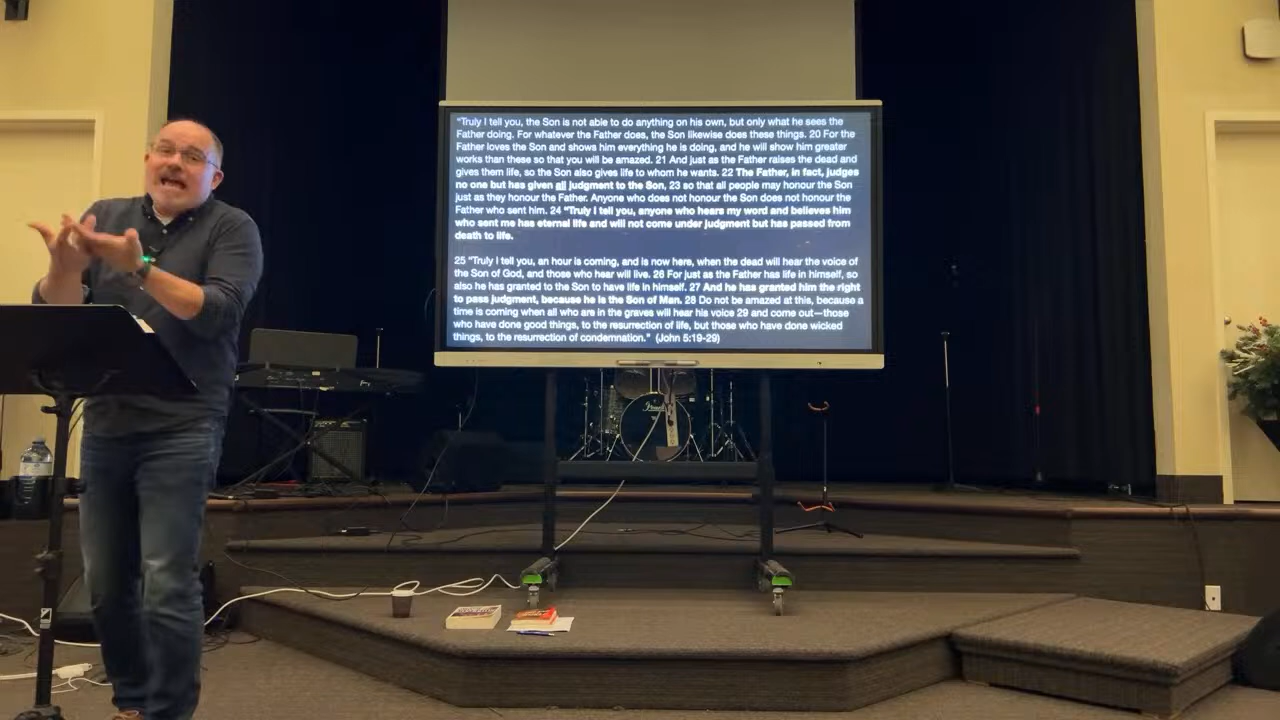 “Truly I tell you, the Son is not able to do anything on his own, but only what he sees the
Father doing. For whatever the Father does, the Son likewise does these things. 20 For the
Father loves the Son and shows him everything he is doing, and he will show him greater
works than these so that you will be amazed. 21 And just as the Father raises the dead and
gives them life, so the Son also gives life to whom he wants. 22 The Father, in fact, judges
no one but has given all judgment to the Son, 23 so that all people may honour the Son
just as they honour the Father. Anyone who does not honour the Son does not honour the
Father who sent him. 24 “Truly I tell you, anyone who hears my word and believes him
who sent me has eternal life and will not come under judgment but has passed from
death to life.
25 “Truly I tell you, an hour is coming, and is now here, when the dead will hear the voice of
the Son of God, and those who hear will live. 26 For just as the Father has life in himself, so
also he has granted to the Son to have life in himself. 27 And he has granted him the right
to pass judgment, because he is the Son of Man. 28 Do not be amazed at this, because a
time is coming when all who are in the graves will hear his voice 29 and come out—those
who have done good things, to the resurrection of life, but those who have done wicked
things, to the resurrection of condemnation.” (John 5:19-29)